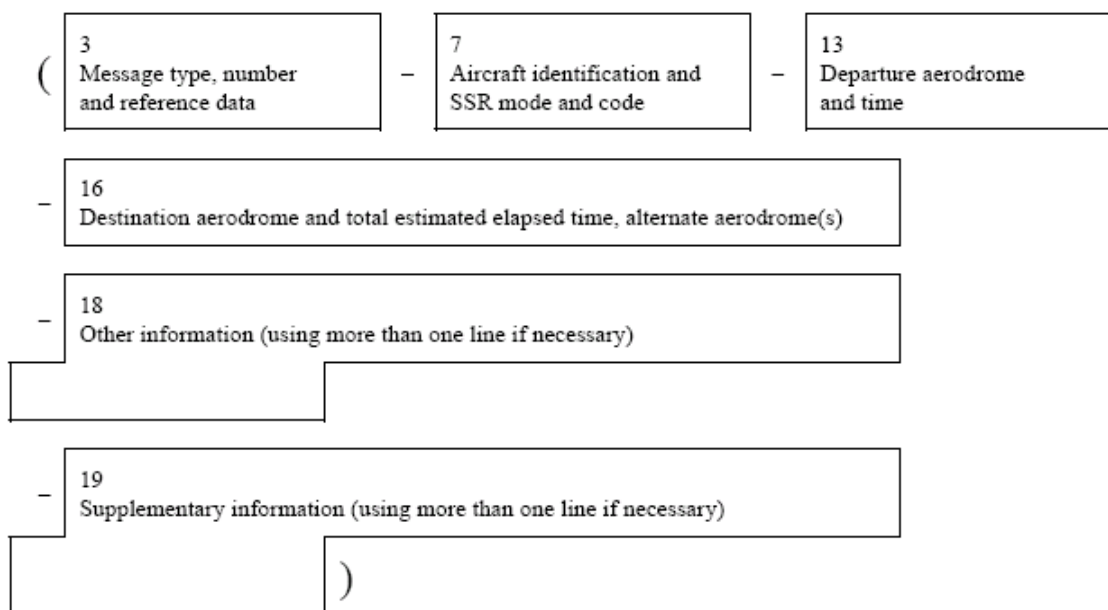 (
3
Message type, number
and reference data
–
7
Aircraft identification and
SSR mode and code
–
13
Departure aerodrome
and time
–
16
Destination aerodrome and total estimated elapsed time, alternate aerodrome(s)
–
18
Other information (using more than one line if necessary)
–
19
Supplementary information (using more than one line if necessary)
)